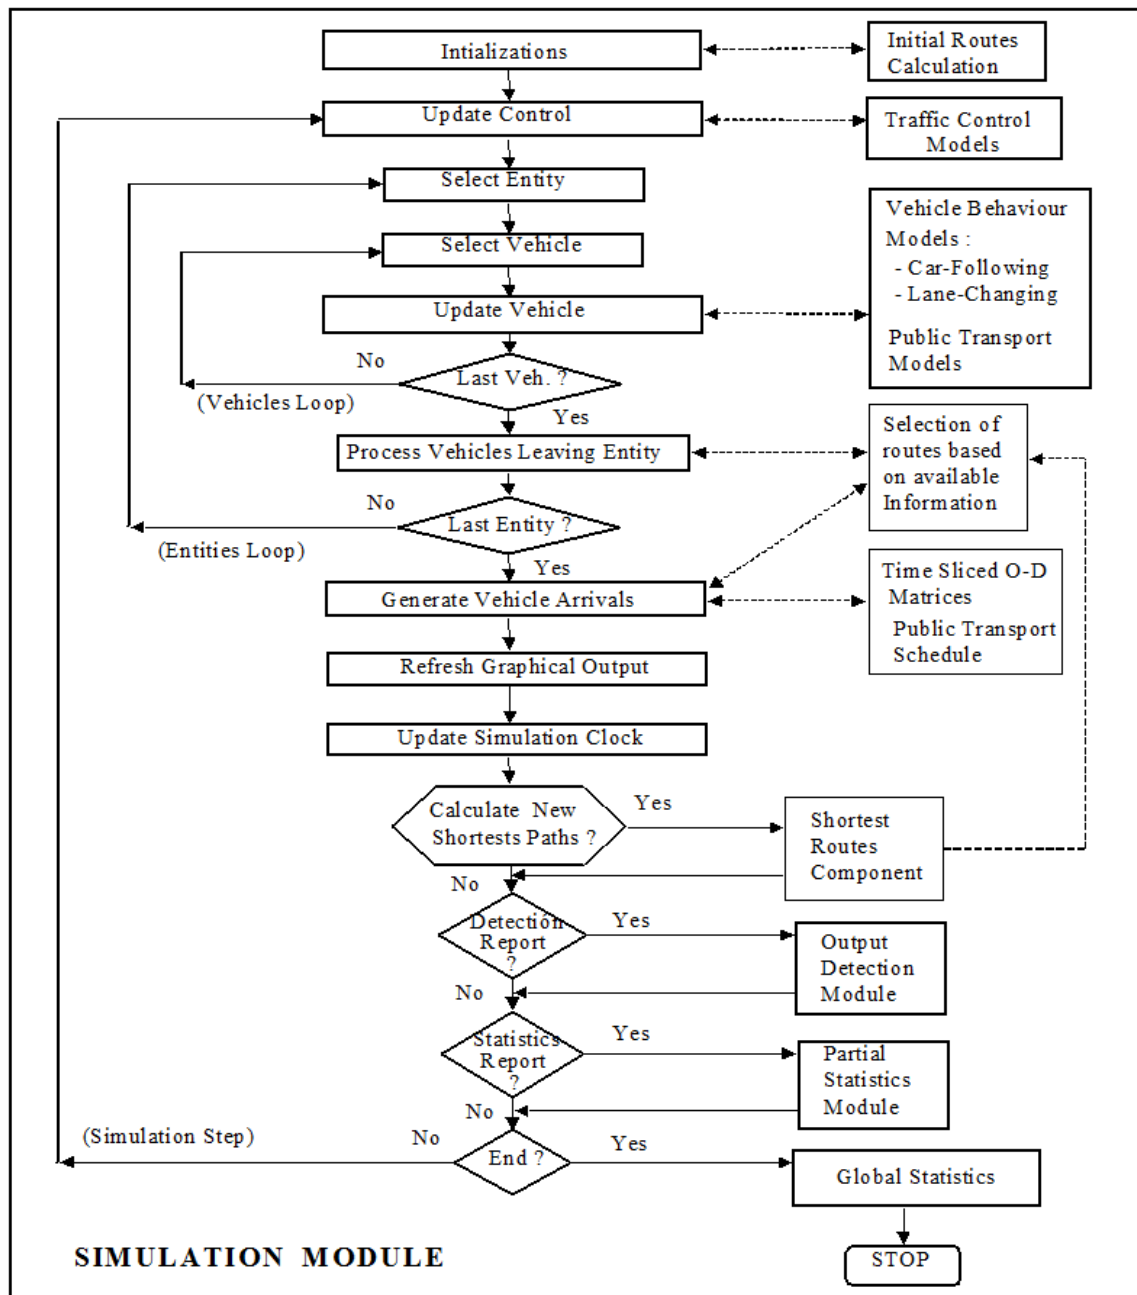 Intializations
Initial Routes
Calculation
Update Control
Traffic Control
Models
Select Entity
Select Vehicle
Vehicle Behaviour
Models :
- Car-Following
- Lane-Changing
Public Transport
Models
Update Vehicle
No
Last Veh. ?
(Vehicles Loop)
Yes
Process Vehicles Leaving Entity
Selection of
routes based
on available
Information
No
Last Entity ?
(Entities Loop)
Yes
Generate Vehicle Arrivals
Time Sliced O-D
Matrices
Public Transport
Schedule
Refresh Graphical Output
Update Simulation Clock
Calculate New
Shortests Paths ?
Yes
Shortest
Routes
Component
No
Detection
Report
?
Yes
Output
Detection
Module
No
Statistics
Report
?
Yes
Partial
Statistics
Module
No
(Simulation Step)
No
End ?
Yes
Global Statistics
SIMULATION MODULE
STOP